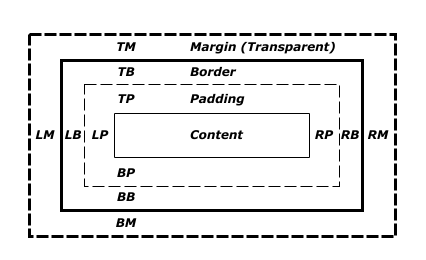 TM Margin (Transparent)
TB Border
TP Padding
LM LB LP Content RP RB RM
BP
BB
BM